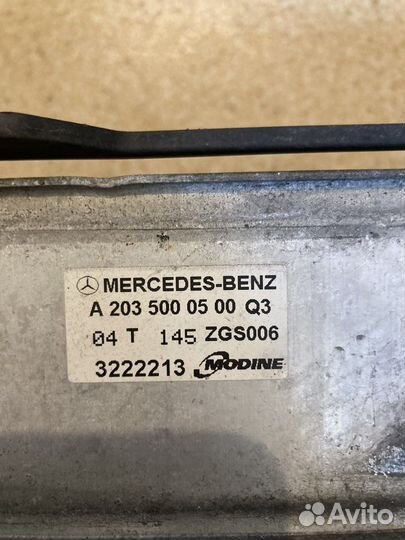 MERCEDES-BENZ
A 203 500 05 00 Q3
04 T 145 ZGS006
3222213 MODINE
Avito